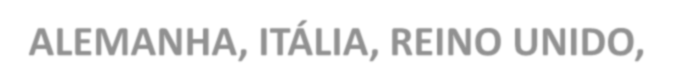 ALEMANHA, ITÁLIA, REINO UNIDO,